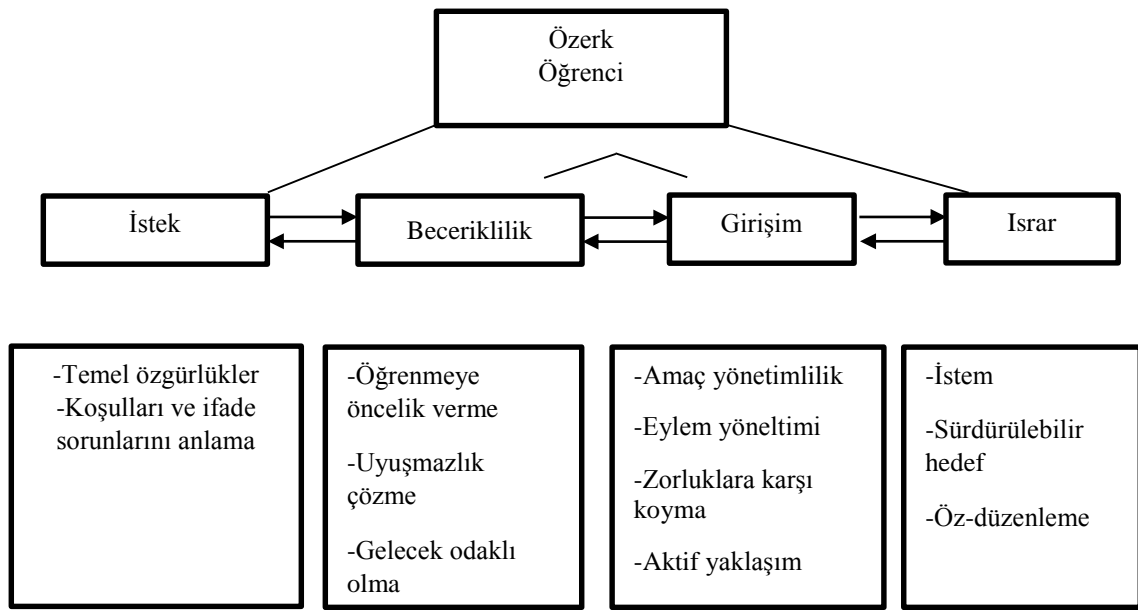 Özerk
Öğrenci
İstek
Beceriklilik
Girişim
Israr
-Temel özgürlükler
-Koşulları ve ifade
sorunlarını anlama
-Öğrenmeye
öncelik verme
-Uyuşmazlık
çözme
-Gelecek odaklı
olma
-Amaç yönetimlilik
-Eylem yöneltimi
-Zorluklara karşı
koyma
-Aktif yaklaşım
-İstem
-Sürdürülebilir
hedef
-Öz-düzenleme